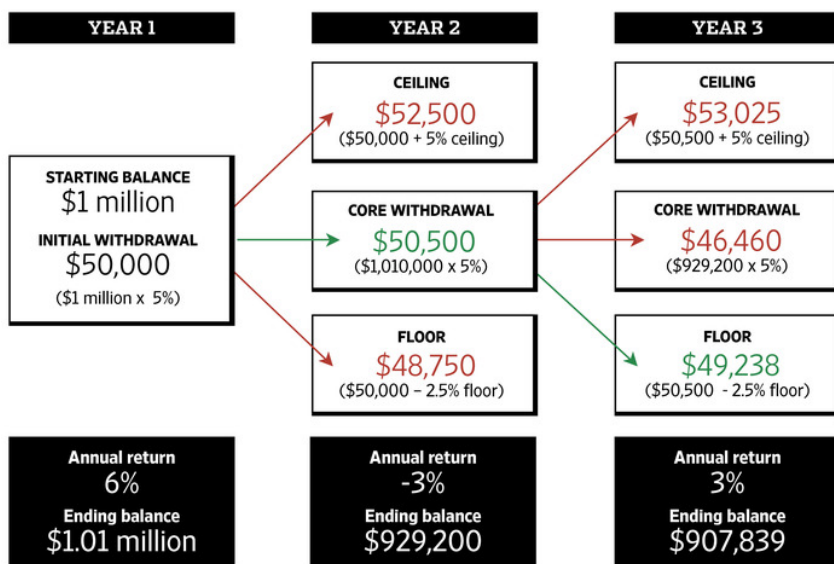 YEAR 1
STARTING BALANCE
$1 million
INITIAL WITHDRAWAL
$50,000
($1 million x 5%)
Annual return
6%
Ending balance
$1.01 million
YEAR 2
CEILING
$52,500
($50,000 + 5% ceiling)
CORE WITHDRAWAL
$50,500
($1,010,000 x 5%)
FLOOR
$48,750
($50,000 – 2.5% floor)
Annual return
-3%
Ending balance
$929,200
YEAR 3
CEILING
$53,025
($50,500 + 5% ceiling)
CORE WITHDRAWAL
$46,460
($929,200 x 5%)
FLOOR
$49,238
($50,500 - 2.5% floor)
Annual return
3%
Ending balance
$907,839